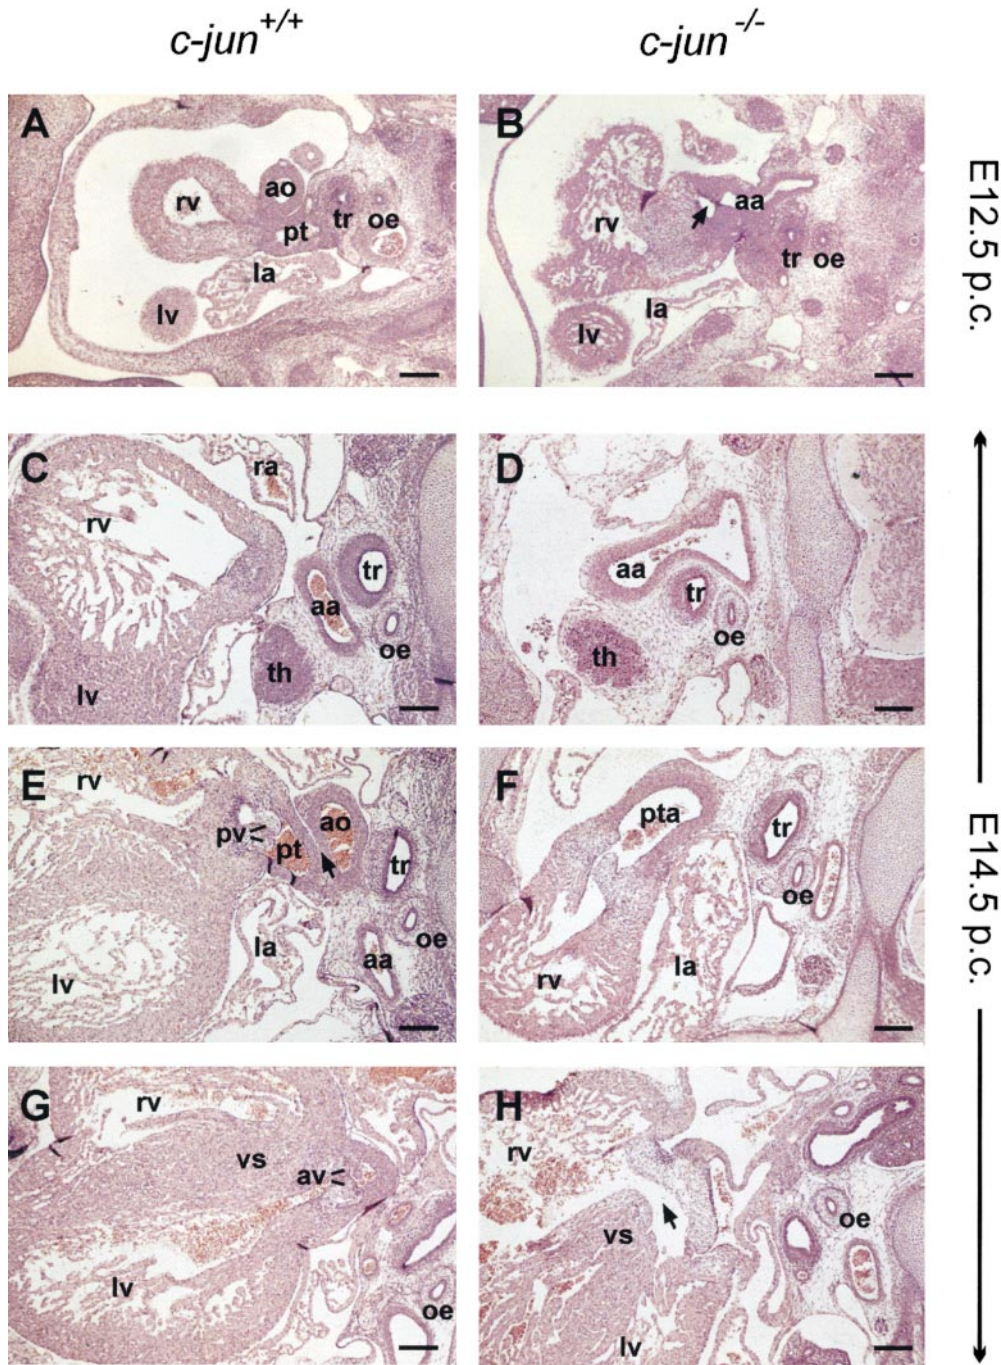 c-jun+/+
c-jun-/-
A
ao
rv
tr
oe
pt
la
lv
B
aa
rv
tr
oe
la
lv
E12.5 p.c.
C
ra
rv
tr
aa
oe
th
lv
D
aa
tr
oe
th
E
rv
pv
pt
ao
tr
oe
la
aa
lv
F
pta
tr
oe
rv
la
E14.5 p.c.
G
rv
vs
av
lv
oe
H
rv
vs
oe
lv